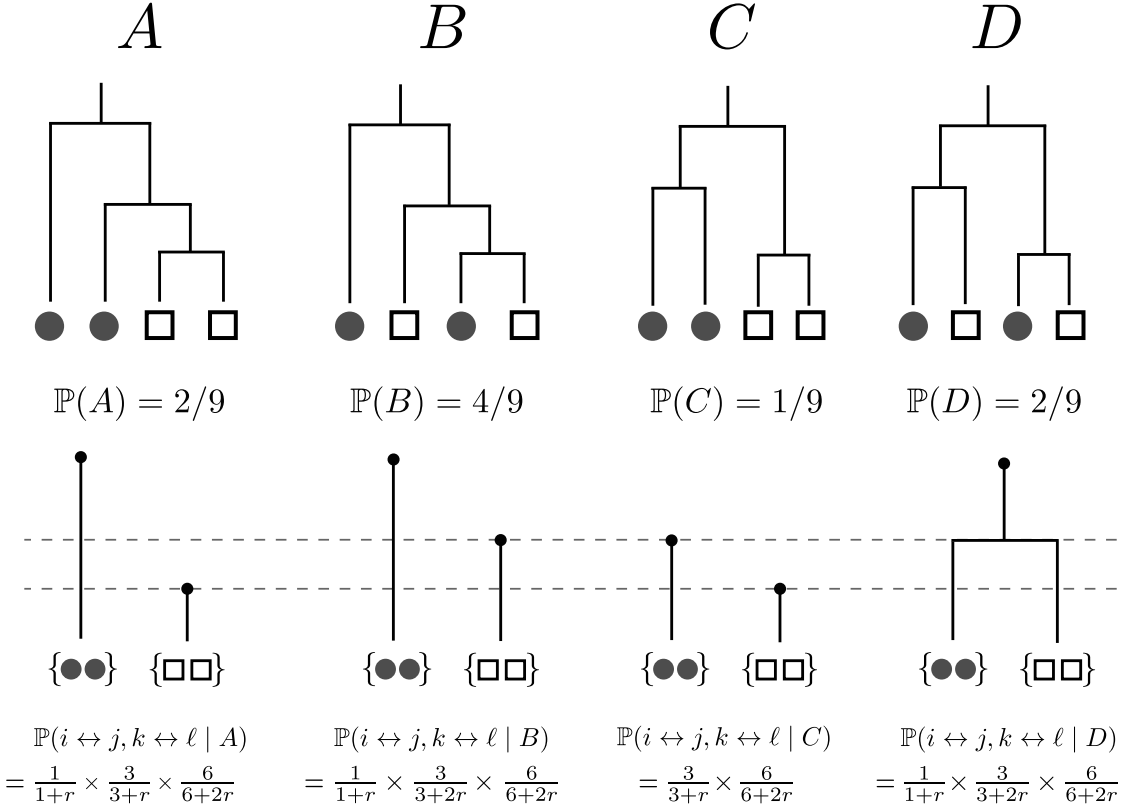 A B C D
ℙ(A) = 2/9 ℙ(B) = 4/9 ℙ(C) = 1/9 ℙ(D) = 2/9
{●●} {□□} {●●} {□□} {●●} {□□} {●●} {□□}
ℙ(i ↔ j, k ↔ ℓ | A) ℙ(i ↔ j, k ↔ ℓ | B) ℙ(i ↔ j, k ↔ ℓ | C) ℙ(i ↔ j, k ↔ ℓ | D)
= 1/(1+r) × 3/(3+r) × 6/(6+2r) = 1/(1+r) × 3/(3+2r) × 6/(6+2r) = 3/(3+r) × 6/(6+2r) = 1/(1+r) × 3/(3+2r) × 6/(6+2r)